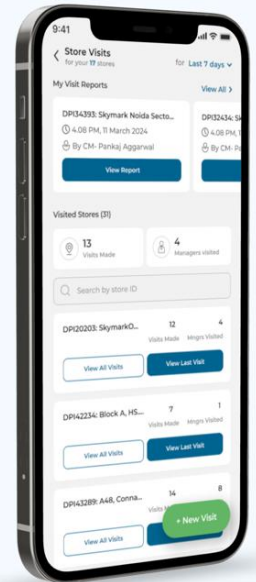 9:41
Store Visits
for your 17 stores
for Last 7 days
My Visit Reports
View All >
DPI34393: Skymark Noida Secto...
4.08 PM, 11 March 2024
By CM- Pankaj Aggarwal
View Report
DPI32434: Sk
4.08 PM, 1
By CM- Pa
Visited Stores (31)
13
Visits Made
4
Managers visited
Search by store ID
DPI20203: SkymarkO...
12
Visits Made
4
Mngrs Visited
View All Visits
View Last Visit
DPI42234: Block A, HS...
7
Visits Made
1
Mngrs Visited
View All Visits
View Last Visit
DPI43289: A48, Conna...
14
Visits M
8
View All Visits
+ New Visit